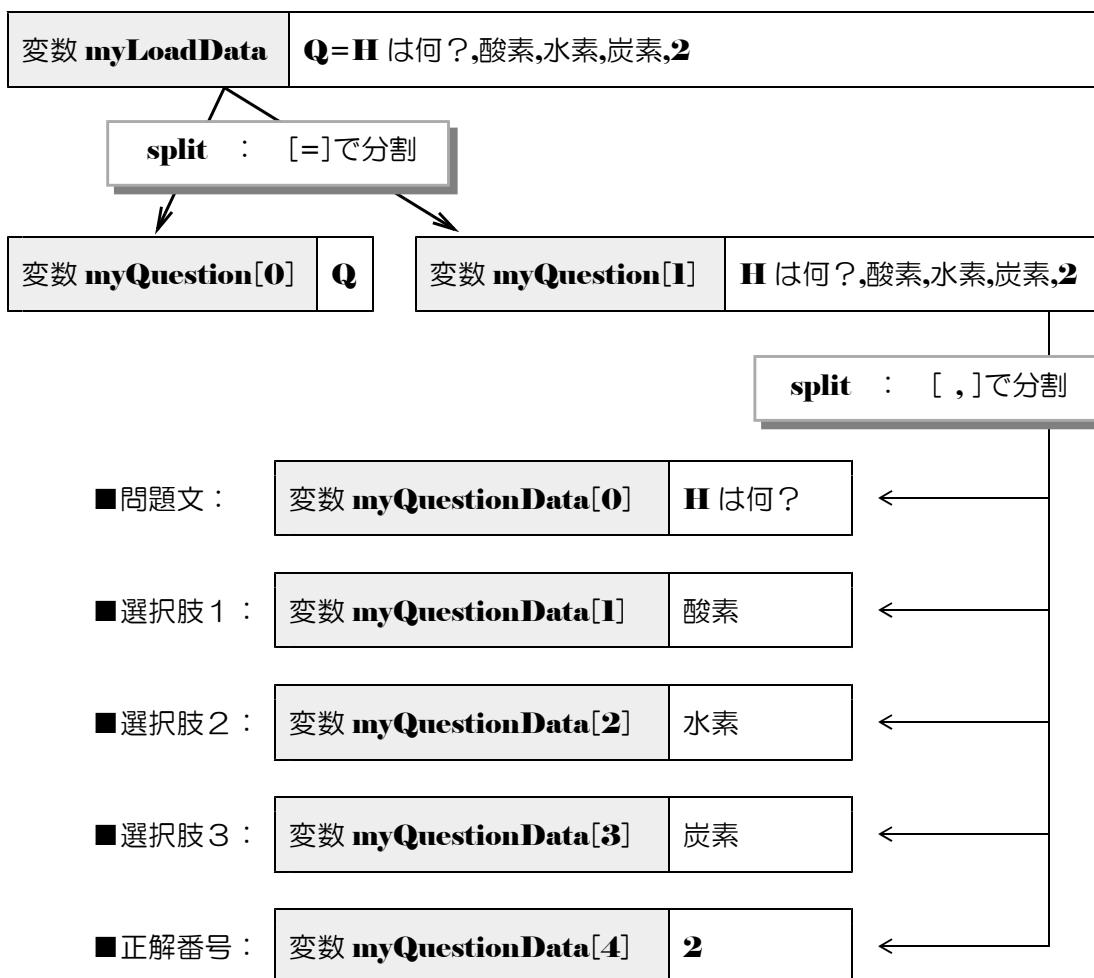 変数 myLoadData Q=H は何？,酸素,水素,炭素,2
split ： [=]で分割
変数 myQuestion[0] Q 変数 myQuestion[1] H は何？,酸素,水素,炭素,2
split ： [ , ]で分割
■問題文： 変数 myQuestionData[0] H は何？
■選択肢１： 変数 myQuestionData[1] 酸素
■選択肢２： 変数 myQuestionData[2] 水素
■選択肢３： 変数 myQuestionData[3] 炭素
■正解番号： 変数 myQuestionData[4] 2